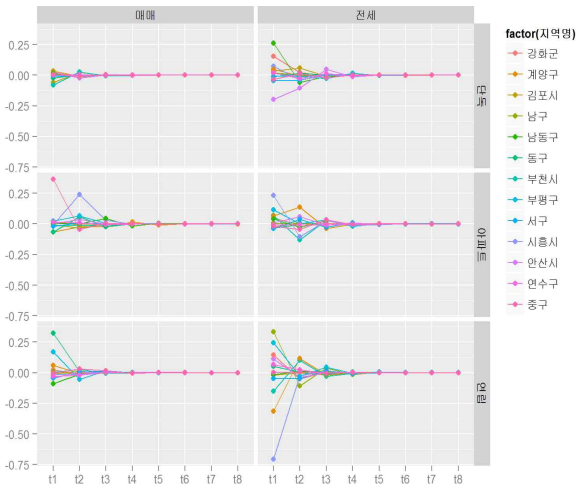 매매
전세
0.25
0.00
-0.25
-0.50
-0.75
단독
0.25
0.00
-0.25
-0.50
-0.75
아파트
0.25
0.00
-0.25
-0.50
-0.75
연립
t1 t2 t3 t4 t5 t6 t7 t8
t1 t2 t3 t4 t5 t6 t7 t8
factor(지역명)
강화군
계양구
김포시
남구
남동구
동구
부천시
부평구
서구
시흥시
안산시
연수구
중구